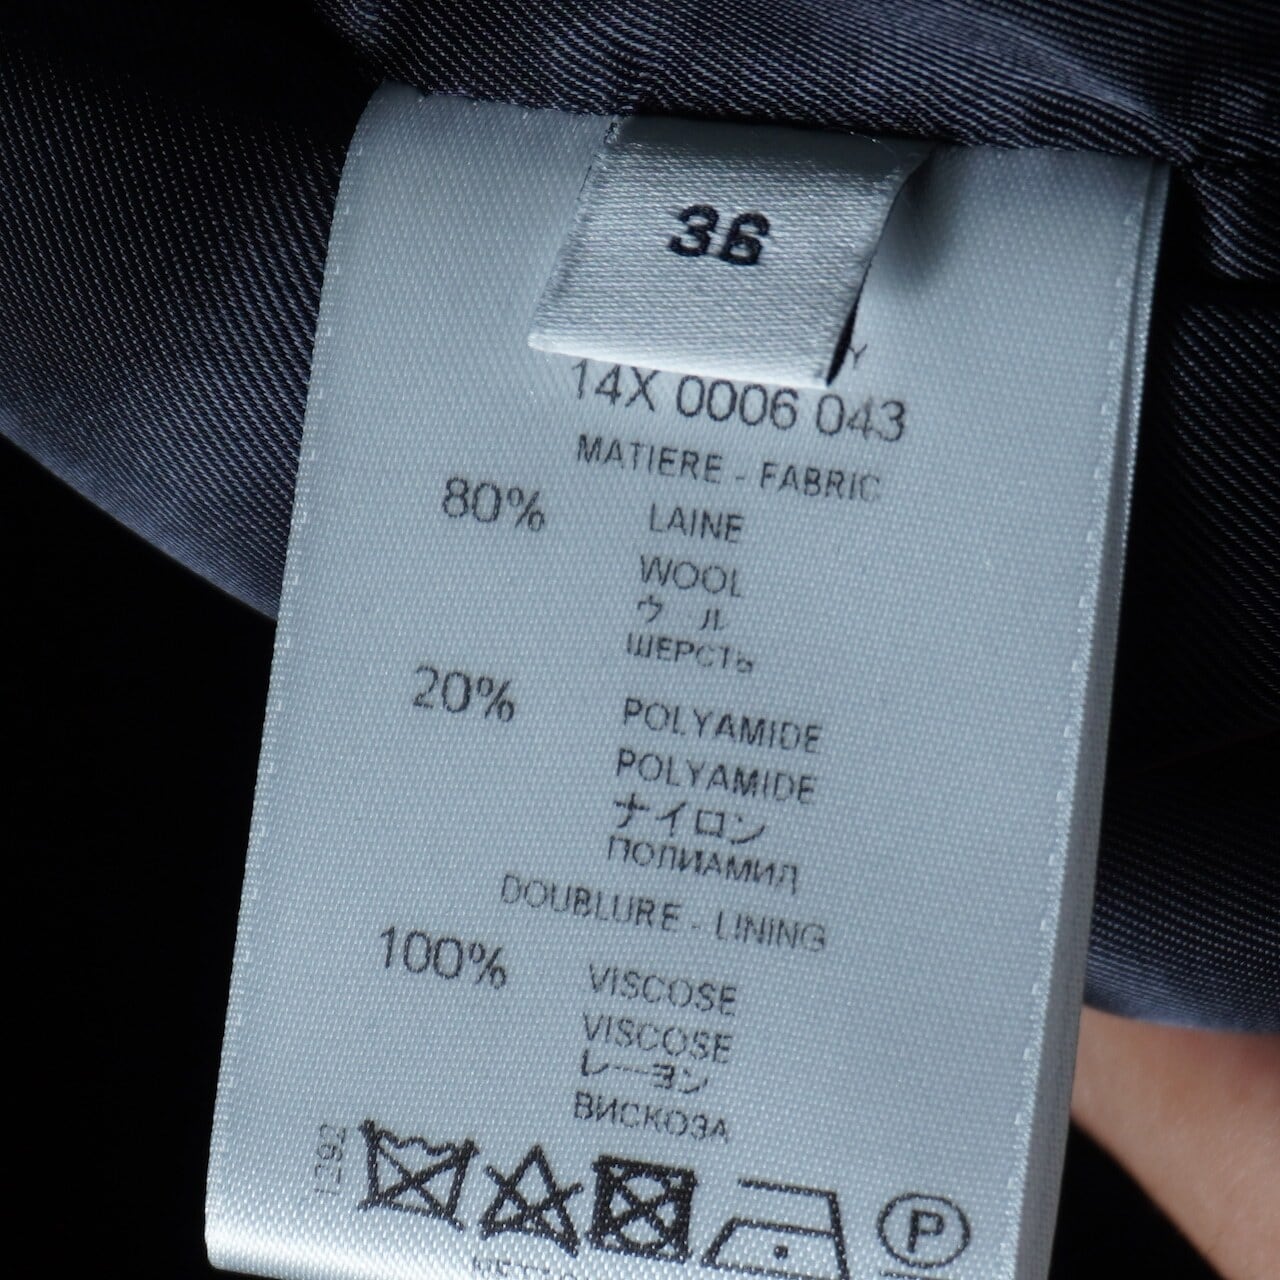 36
14X 0006 043
MATIERE - FABRIC
80% LAINE
WOOL
ウール
ШЕРСТЬ
20% POLYAMIDE
POLYAMIDE
ナイロン
ПОЛИАМИД
DOUBLURE - LINING
100% VISCOSE
VISCOSE
レーヨン
ВИСКОЗА
P